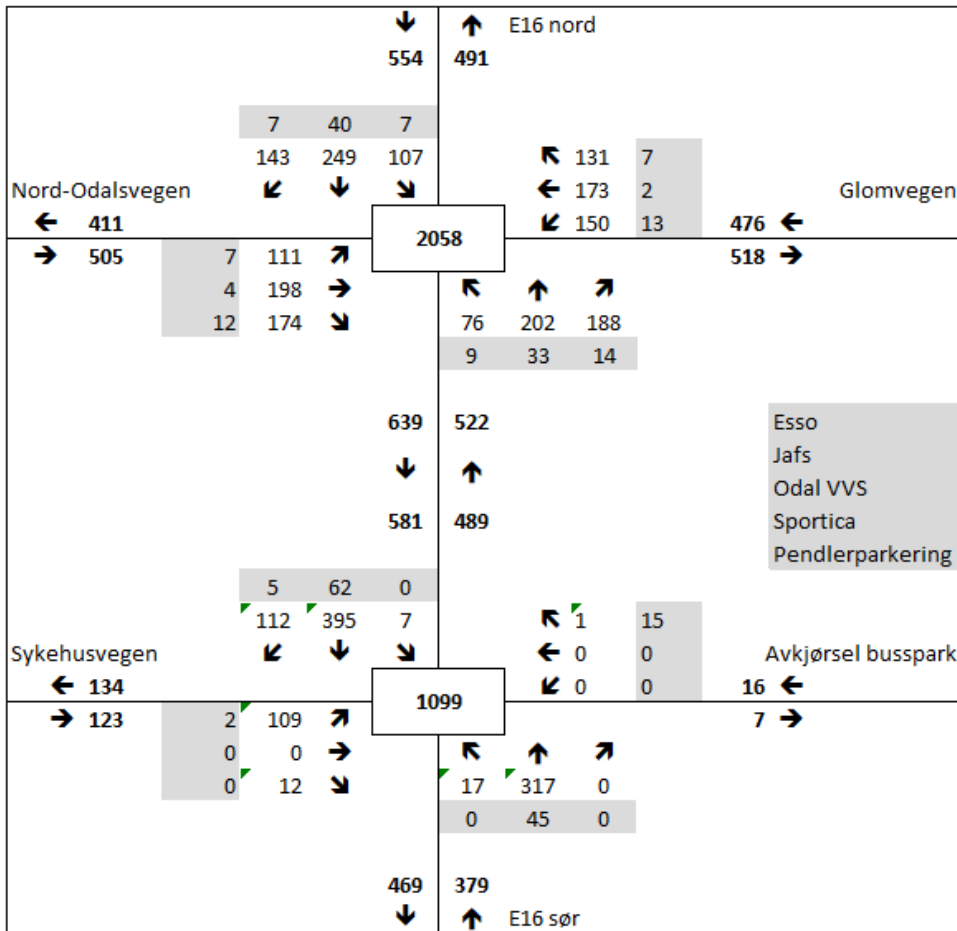 E16 nord
554 491
7 40 7
143 249 107 131 7
Nord-Odalsvegen 173 2 Glomvegen
411 150 13 476
2058
505 7 111 518
4 198
12 174 76 202 188
9 33 14
639 522 Esso
Jafs
Odal VVS
581 489 Sportica
Pendlerparkering
5 62 0
112 395 7 1 15
Sykehusvegen 0 0 Avkjørsel busspark
134 0 0 16
1099
123 2 109 7
0 0
0 12 17 317 0
0 45 0
469 379
E16 sør